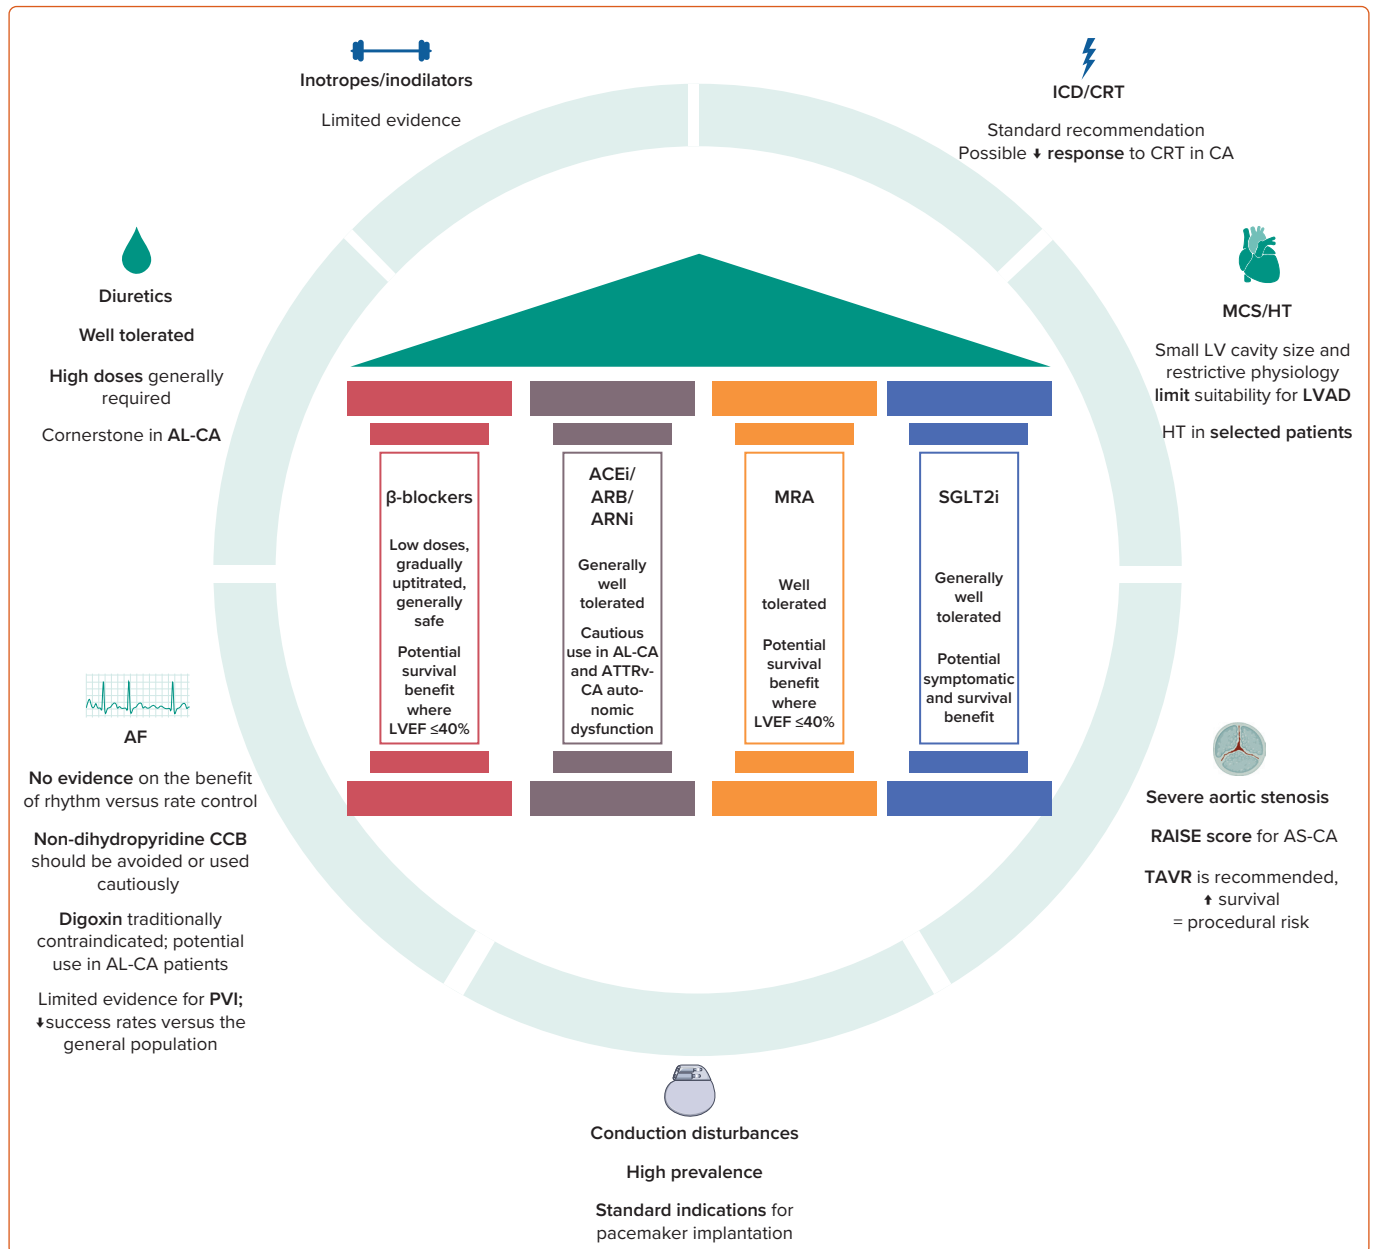 Inotropes/inodilators
Limited evidence
ICD/CRT
Standard recommendation
Possible ↓ response to CRT in CA
Diuretics
Well tolerated
High doses generally
required
Cornerstone in AL-CA
MCS/HT
Small LV cavity size and
restrictive physiology
limit suitability for LVAD
HT in selected patients
β-blockers
Low doses,
gradually
uptitrated,
generally
safe
Potential
survival
benefit
where
LVEF ≤40%
ACEi/
ARB/
ARNi
Generally
well
tolerated
Cautious
use in AL-CA
and ATTRv-
CA auto-
nomic
dysfunction
MRA
Well
tolerated
Potential
survival
benefit
where
LVEF ≤40%
SGLT2i
Generally
well
tolerated
Potential
symptomatic
and survival
benefit
AF
No evidence on the benefit
of rhythm versus rate control
Non-dihydropyridine CCB
should be avoided or used
cautiously
Digoxin traditionally
contraindicated; potential
use in AL-CA patients
Limited evidence for PVI;
↓success rates versus the
general population
Severe aortic stenosis
RAISE score for AS-CA
TAVR is recommended,
↑ survival
= procedural risk
Conduction disturbances
High prevalence
Standard indications for
pacemaker implantation